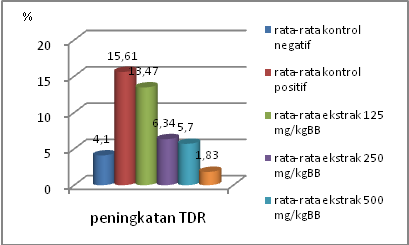 %
20
15
10
5
0
15,61
13,47
4,1
6,34
5,7
1,83
peningkatan TDR
rata-rata kontrol
negatif
rata-rata kontrol
positif
rata-rata ekstrak 125
mg/kgBB
rata-rata ekstrak 250
mg/kgBB
rata-rata ekstrak 500
mg/kgBB